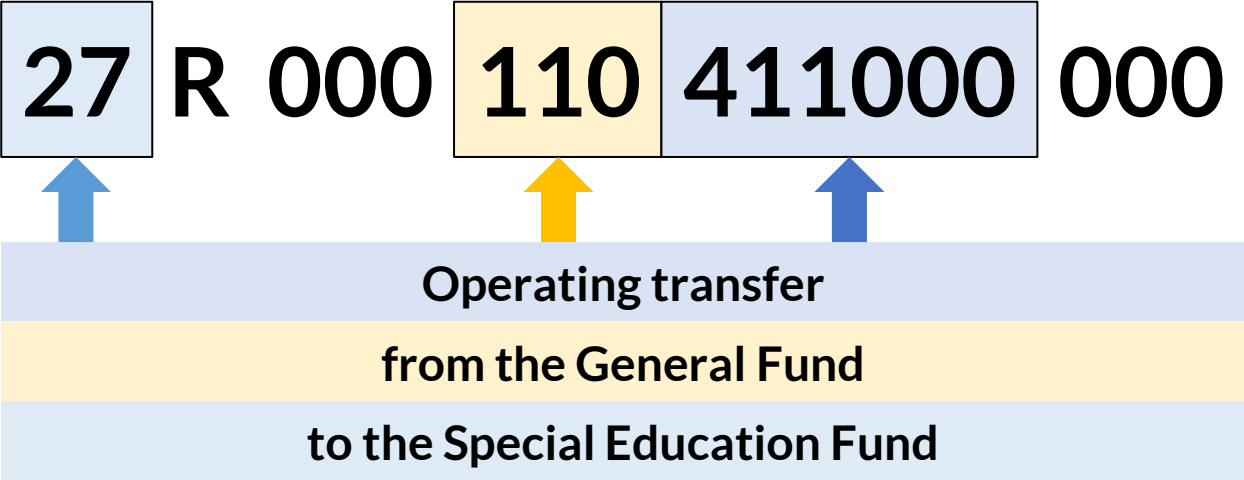 27 R 000 110 411000 000
Operating transfer
from the General Fund
to the Special Education Fund